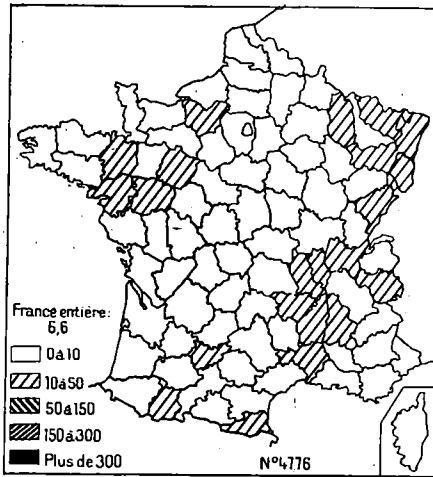 France entière:
6,6
0 à 10
10 à 50
50 à 150
150 à 300
Plus de 300
N°4776